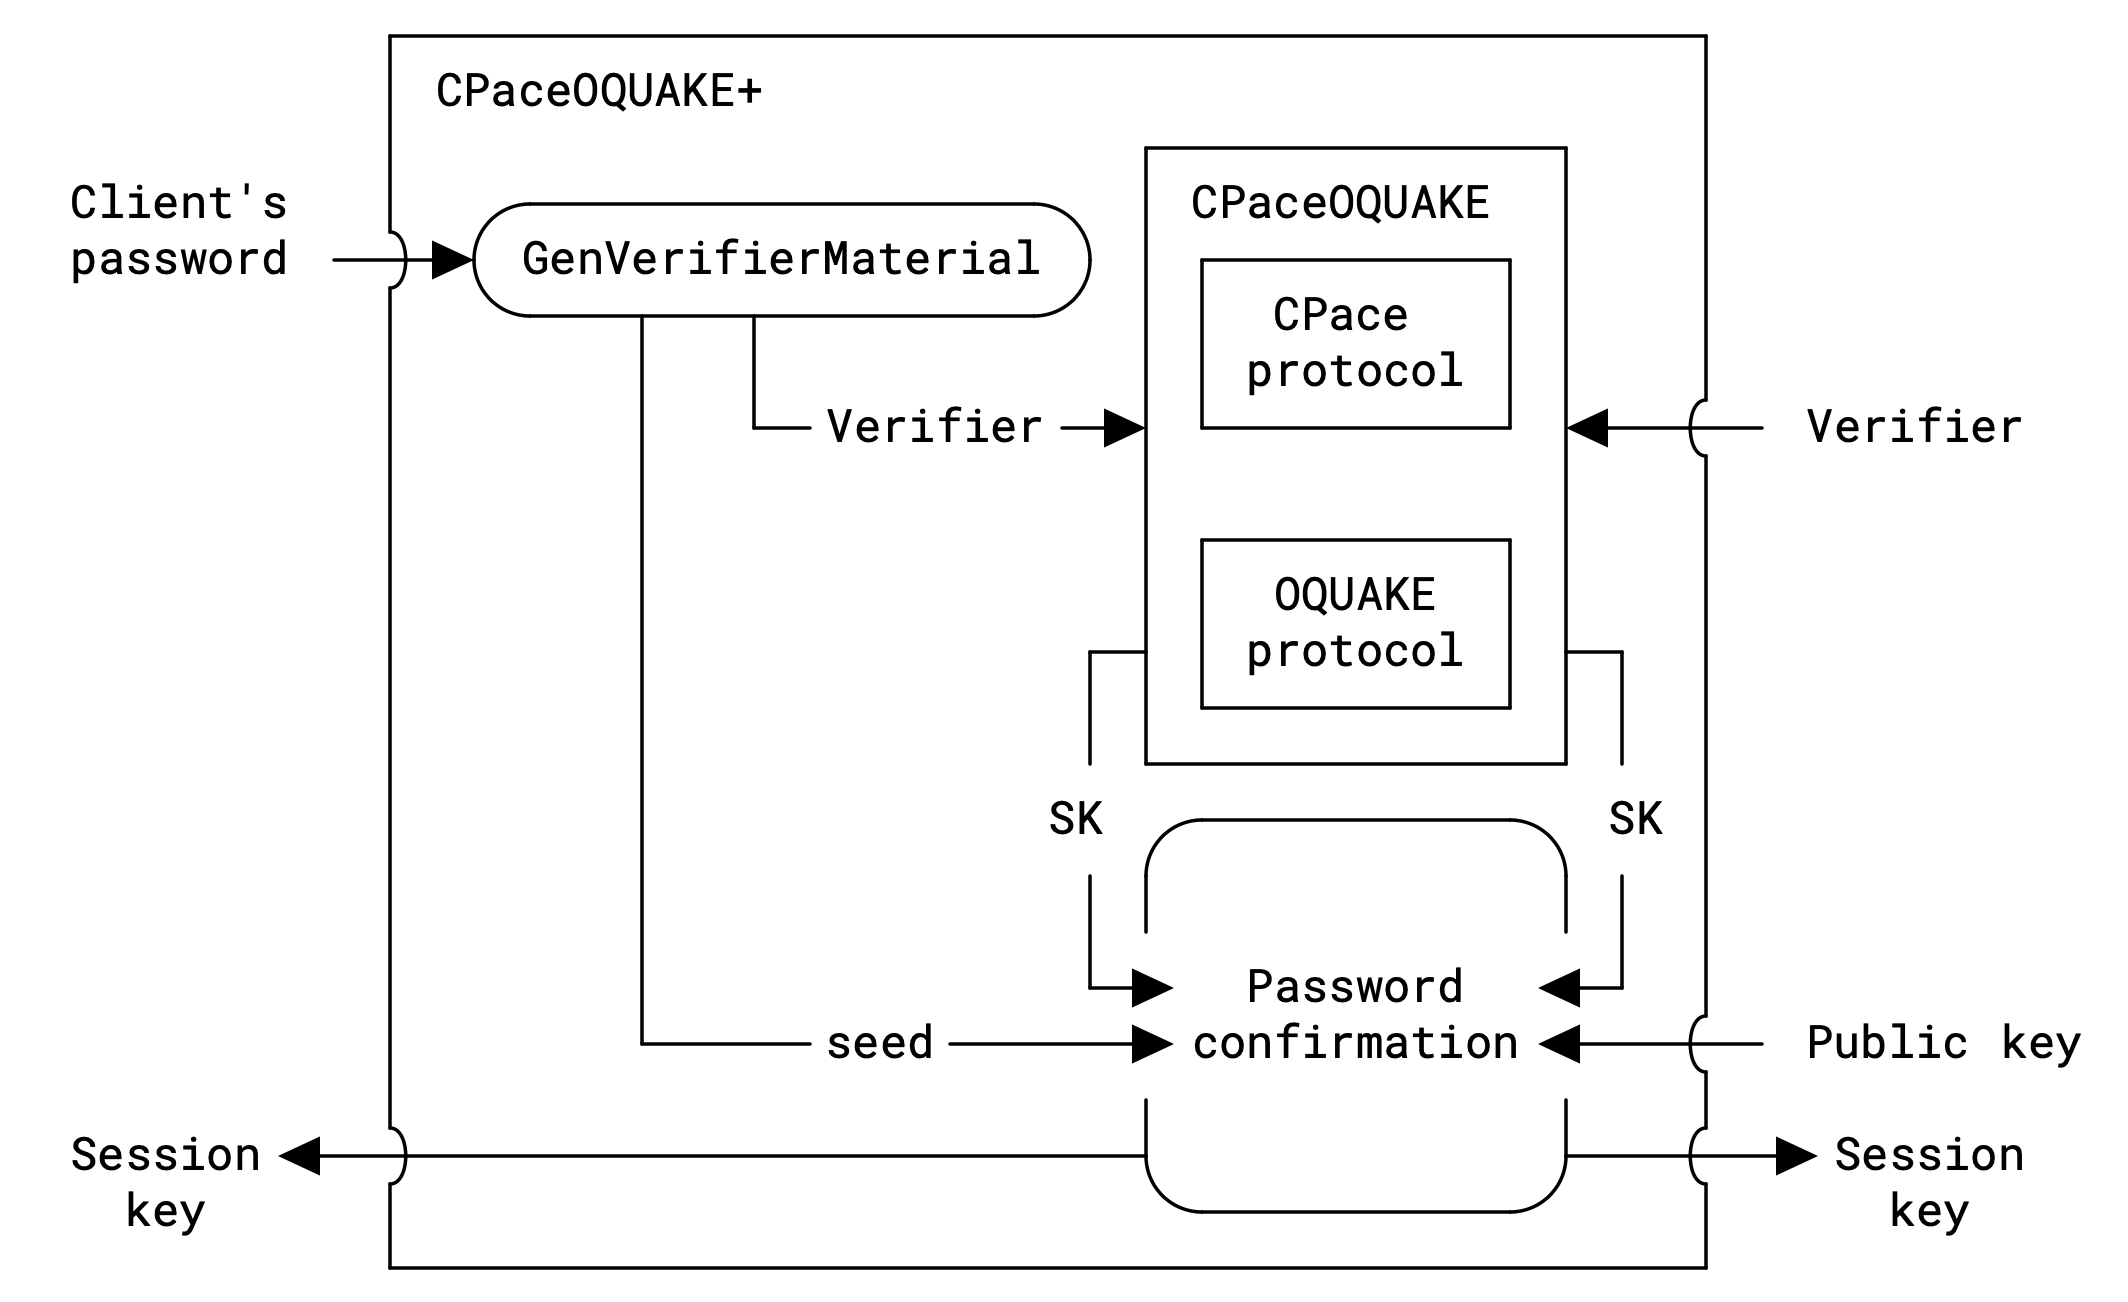 CPaceOQUAKE+
Client's
password
GenVerifierMaterial
CPaceOQUAKE
CPace
protocol
Verifier
Verifier
OQUAKE
protocol
SK
SK
Password
confirmation
seed
Public key
Session
key
Session
key